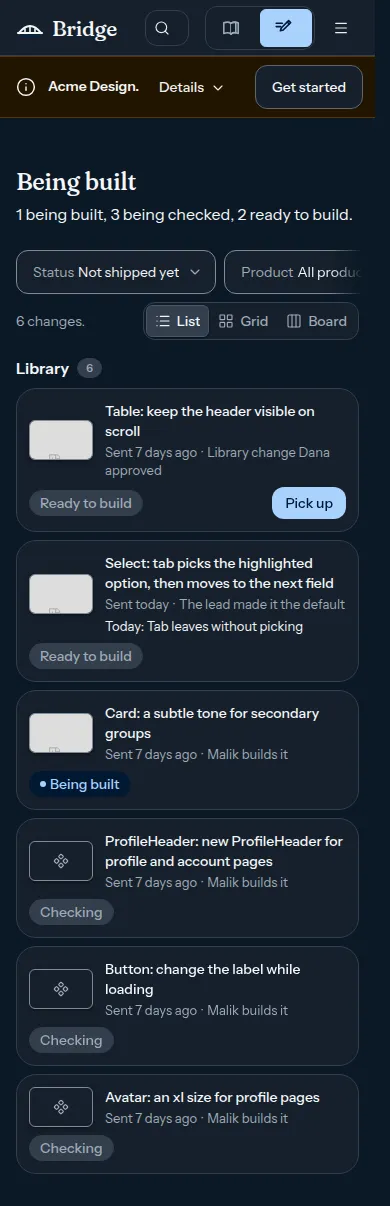 Bridge
Acme Design.
Details
Get started
Being built
1 being built, 3 being checked, 2 ready to build.
Status Not shipped yet
Product All produc
6 changes.
List
Grid
Board
Library 6
Table: keep the header visible on
scroll
Sent 7 days ago · Library change Dana
approved
Ready to build
Pick up
Select: tab picks the highlighted
option, then moves to the next field
Sent today · The lead made it the default
Today: Tab leaves without picking
Ready to build
Card: a subtle tone for secondary
groups
Sent 7 days ago · Malik builds it
Being built
ProfileHeader: new ProfileHeader for
profile and account pages
Sent 7 days ago · Malik builds it
Checking
Button: change the label while
loading
Sent 7 days ago · Malik builds it
Checking
Avatar: an xl size for profile pages
Sent 7 days ago · Malik builds it
Checking